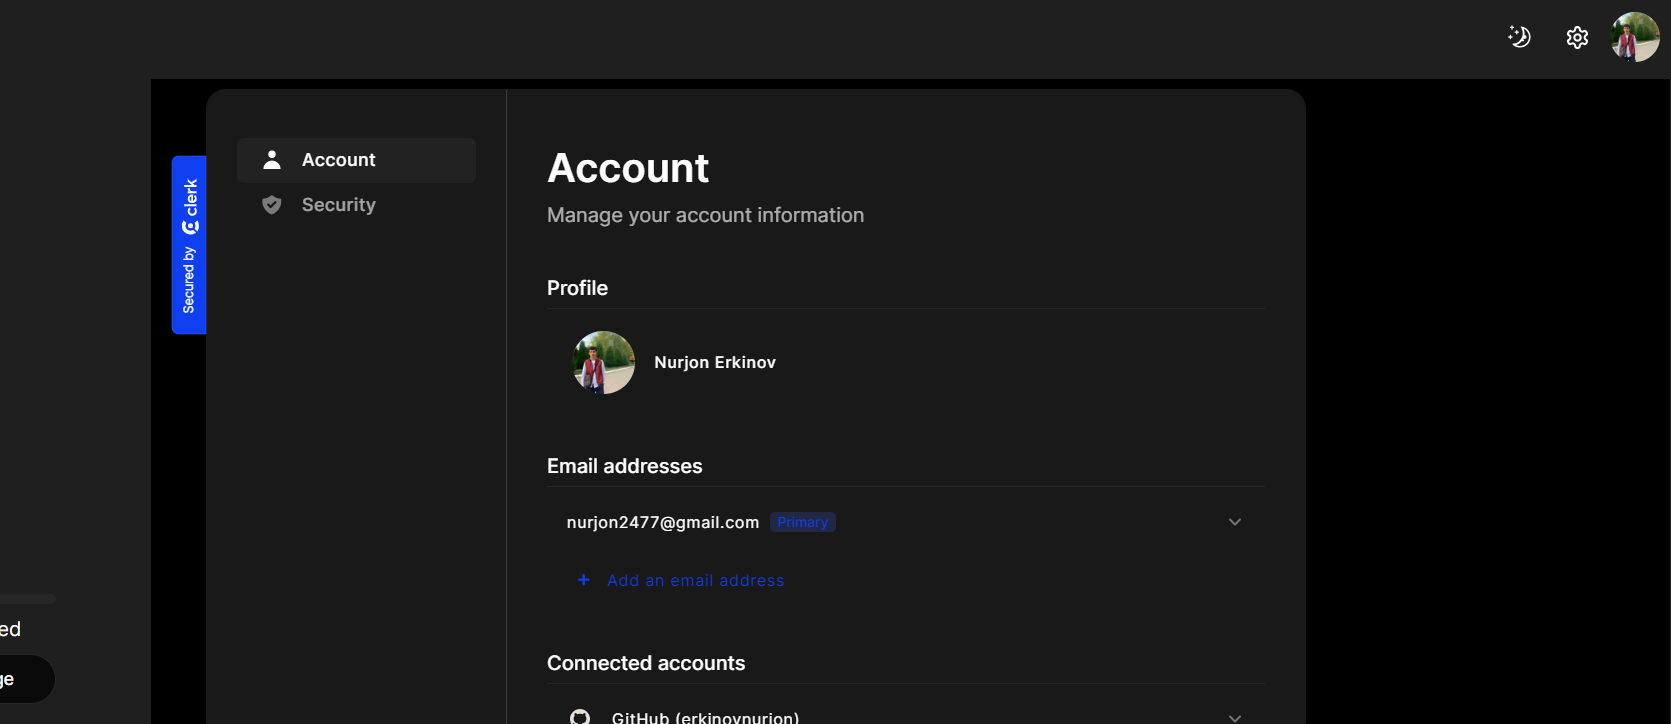 Account
Security
Secured by clerk
Account
Manage your account information
Profile
Nurjon Erkinov
Email addresses
nurjon2477@gmail.com Primary
+ Add an email address
Connected accounts
GitHub (erkinovnurjon)
ed
ge